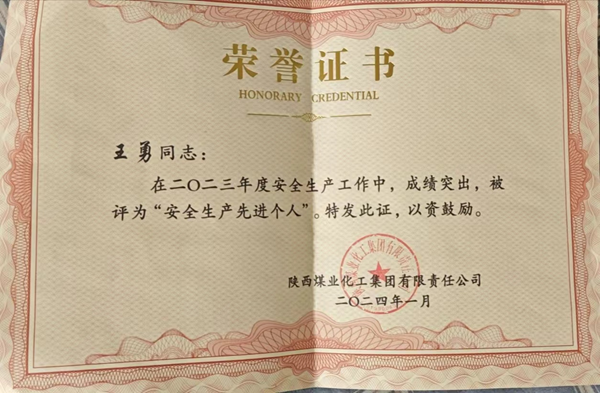 荣誉证书
HONORARY CREDENTIAL
王勇同志：
在二〇二三年度安全生产工作中，成绩突出，被
评为“安全生产先进个人”。特发此证，以资鼓励。
陕西煤业化工集团有限责任公司
二〇二四年一月